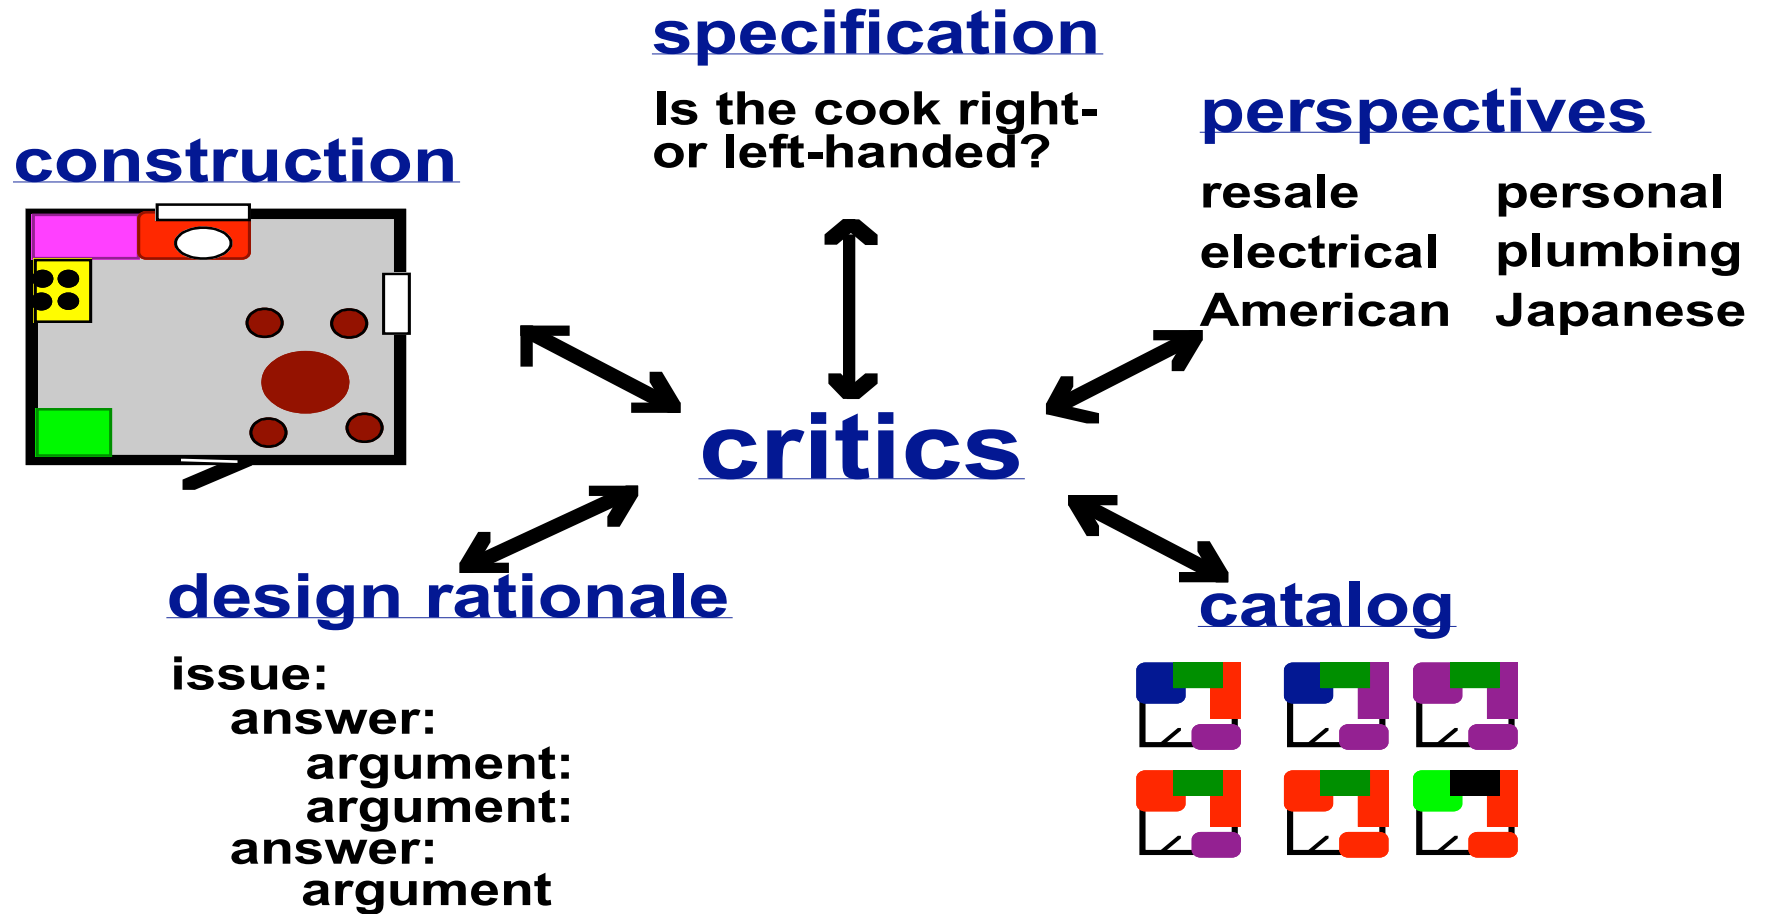 specification
Is the cook right-
or left-handed?
perspectives
resale personal
electrical plumbing
American Japanese
construction
critics
design rationale
issue:
answer:
argument:
argument:
answer:
argument
catalog